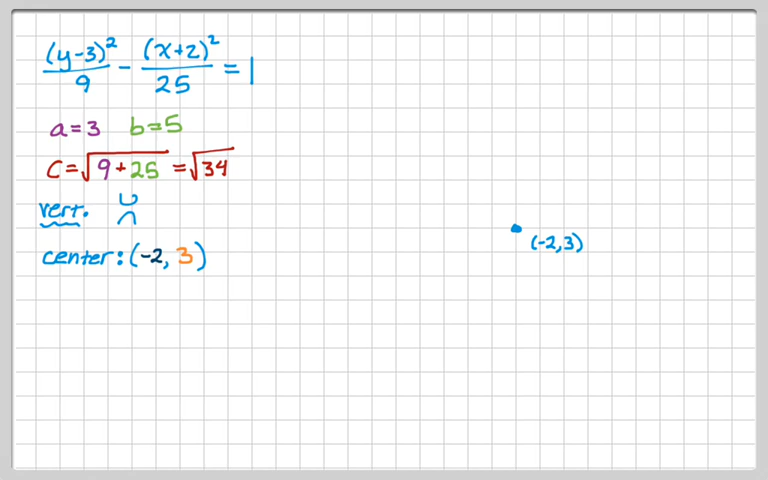 (y-3)²/9 - (x+2)²/25 = 1
a=3 b=5
c=√9+25 = √34
vert.
center: (-2, 3)
(-2,3)